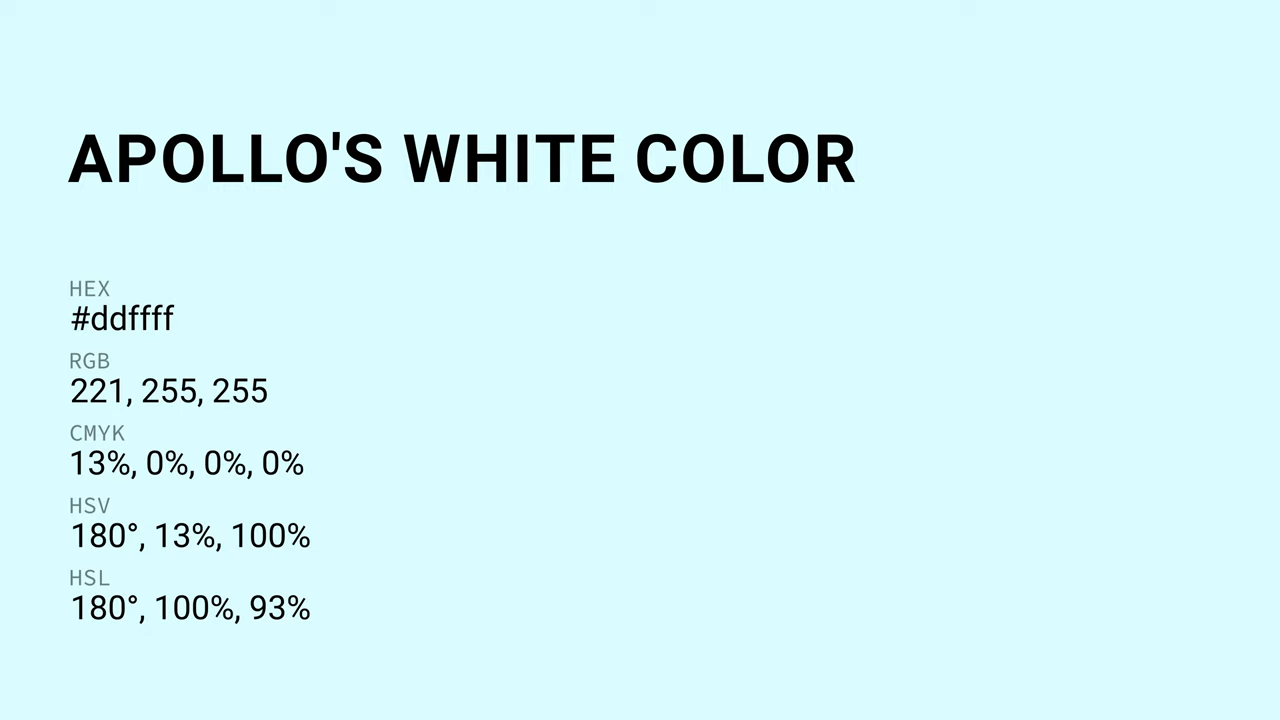 APOLLO'S WHITE COLOR
HEX
#ddffff
RGB
221, 255, 255
CMYK
13%, 0%, 0%, 0%
HSV
180°, 13%, 100%
HSL
180°, 100%, 93%